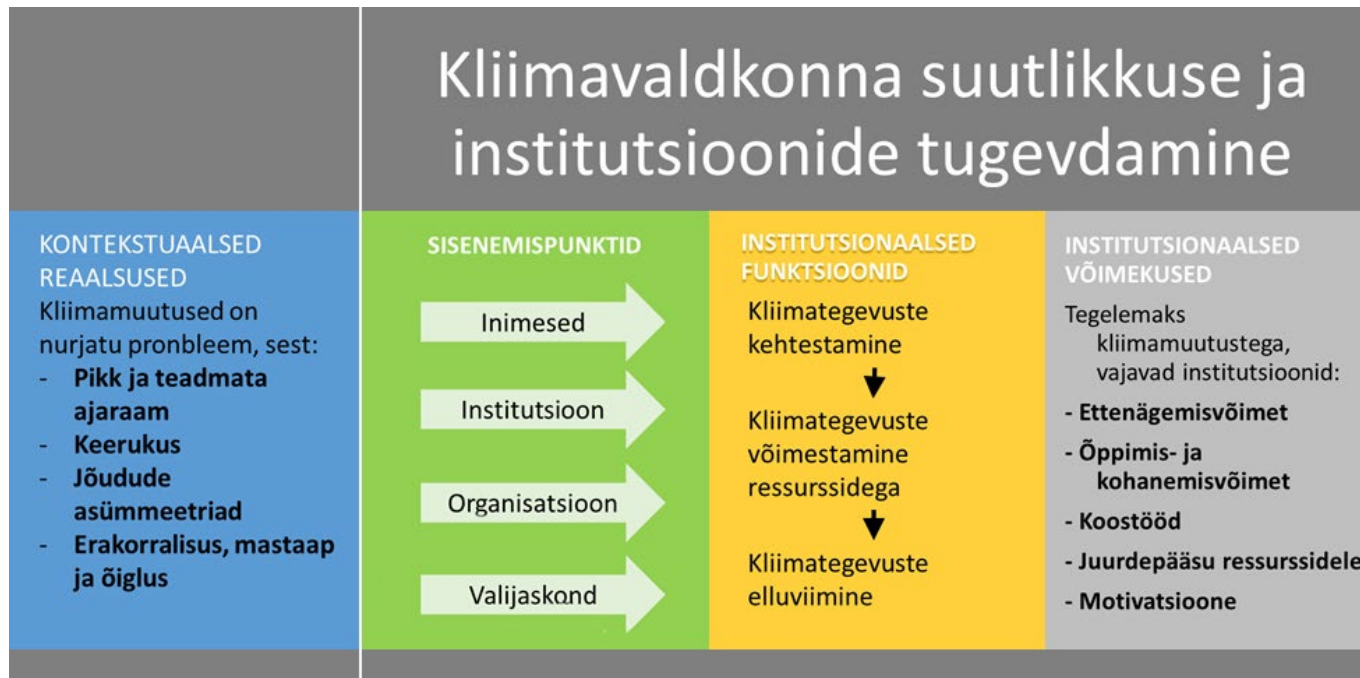 Kliimavaldkonna suutlikkuse ja
institutsioonide tugevdamine
KONTEKSTUAALSED
REAALSUSED
Kliimamuutused on
nurjatu pronbleem, sest:
- Pikk ja teadmata
ajaraam
- Keerukus
- Jõudude
asümmeetriad
- Erakorralisus, mastaap
ja õiglus
SISENEMISPUNKTID
Inimesed
Institutsioon
Organisatsioon
Valijaskond
INSTITUTSIONAALSED
FUNKTSIOONID
Kliimategevuste
kehtestamine
Kliimategevuste
võimestamine
ressurssidega
Kliimategevuste
elluviimine
INSTITUTSIONAALSED
VÕIMEKUSED
Tegelemaks
kliimamuutustega,
vajavad institutsioonid:
- Ettenägemisvõimet
- Õppimis- ja
kohanemisvõimet
- Koostööd
- Juurdepääsu ressurssidele
- Motivatsioone